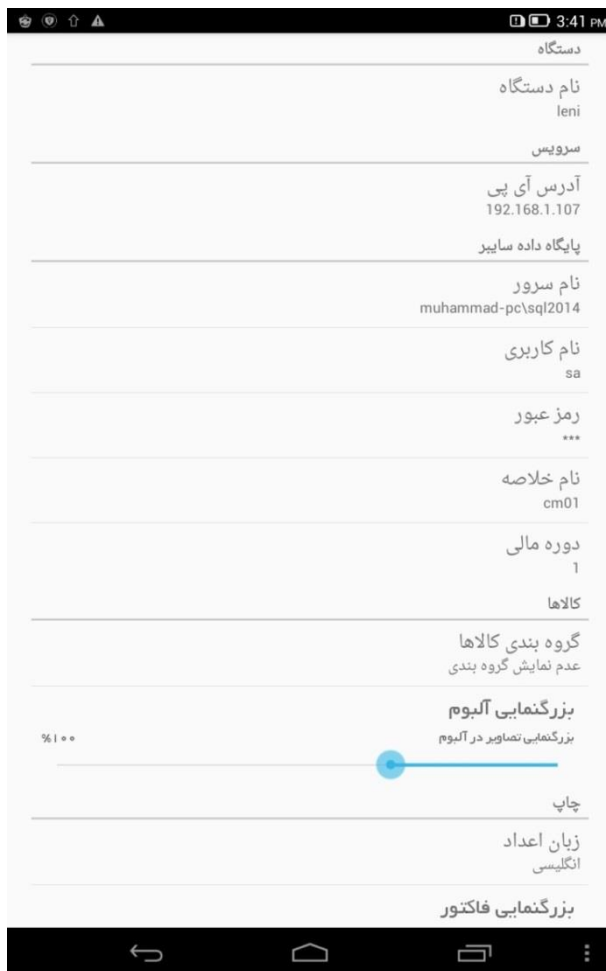 3:41 PM
دستگاه
نام دستگاه
leni
سرویس
آدرس آی پی
192.168.1.107
پایگاه داده سایبر
نام سرور
muhammad-pc\sql2014
نام کاربری
sa
رمز عبور
***
نام خلاصه
cm01
دوره مالی
1
کالاها
گروه بندی کالاها
عدم نمایش گروه بندی
بزرگنمایی آلبوم
بزرگنمایی تصاویر در آلبوم %۱۰۰
چاپ
زبان اعداد
انگلیسی
بزرگنمایی فاکتور